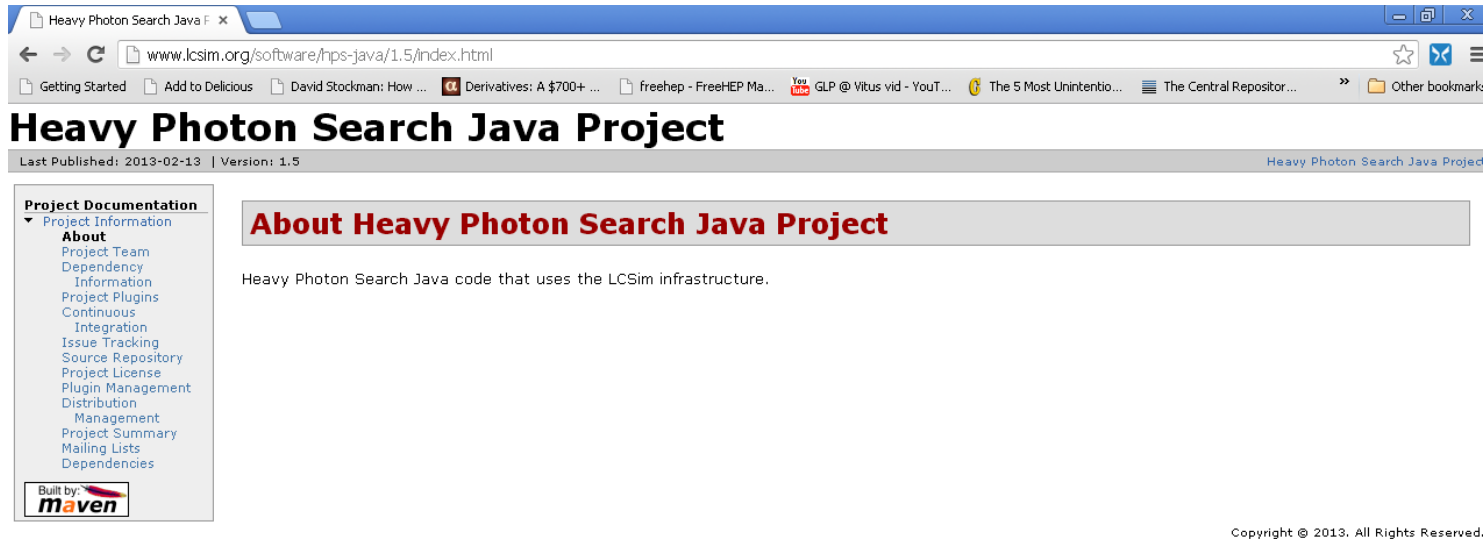 Heavy Photon Search Java F
www.lcsim.org/software/hps-java/1.5/index.html
Getting Started Add to Delicious David Stockman: How ... Derivatives: A $700+ ... freehep - FreeHEP Ma... You Tube GLP @ Vitus vid - YouT... The 5 Most Unintentio... The Central Repositor... » Other bookmarks
Heavy Photon Search Java Project
Last Published: 2013-02-13 | Version: 1.5 Heavy Photon Search Java Project
Project Documentation
Project Information
About
Project Team
Dependency
Information
Project Plugins
Continuous
Integration
Issue Tracking
Source Repository
Project License
Plugin Management
Distribution
Management
Project Summary
Mailing Lists
Dependencies
Built by:
maven
About Heavy Photon Search Java Project
Heavy Photon Search Java code that uses the LCSim infrastructure.
Copyright © 2013. All Rights Reserved.